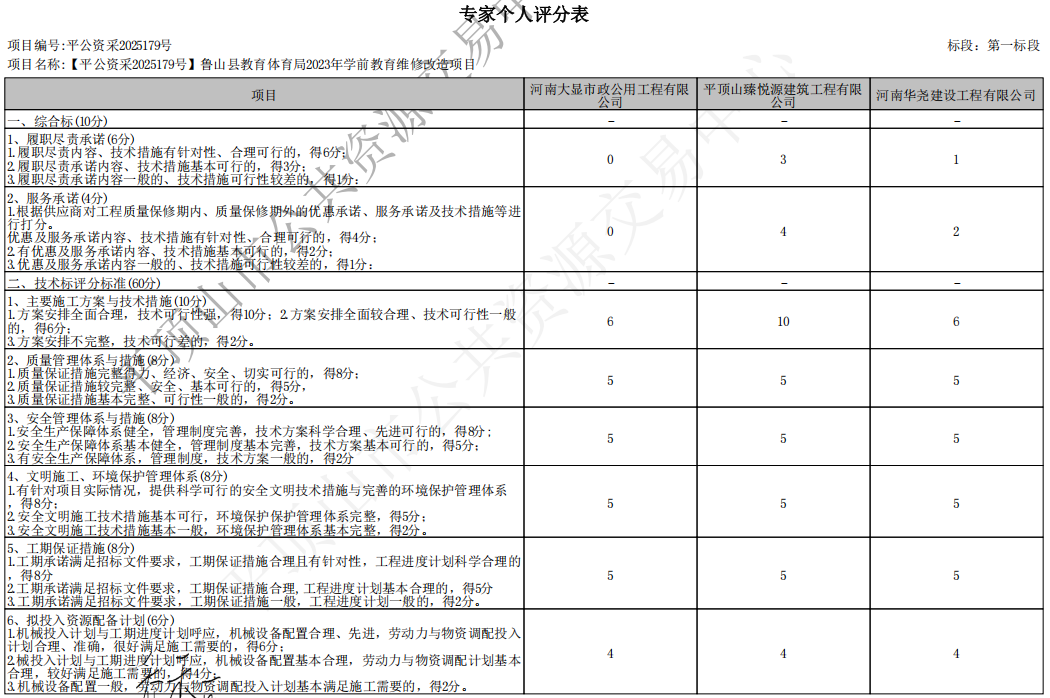 专家个人评分表
项目编号:平公资采2025179号
标段：第一标段
项目名称:【平公资采2025179号】鲁山县教育体育局2023年学前教育维修改造项目
项目
河南大显市政公用工程有限
公司
平顶山臻悦源建筑工程有限
公司
河南华尧建设工程有限公司
一、综合标(10分)
－
－
－
1、履职尽责承诺(6分)
1.履职尽责内容、技术措施有针对性、合理可行的，得6分；
2.履职尽责承诺内容、技术措施基本可行的，得3分；
3.履职尽责承诺内容一般的、技术措施可行性较差的，得1分：
0
3
1
2、服务承诺(4分)
1.根据供应商对工程质量保修期内、质量保修期外的优惠承诺、服务承诺及技术措施等进
行打分。
优惠及服务承诺内容、技术措施有针对性、合理可行的，得4分；
2.有优惠及服务承诺内容、技术措施基本可行的，得2分；
3.优惠及服务承诺内容一般的、技术措施可行性较差的，得1分：
0
4
2
二、技术标评分标准(60分)
－
－
－
1、主要施工方案与技术措施(10分)
1.方案安排全面合理，技术可行性强，得10分；2.方案安排全面较合理、技术可行性一般
的，得6分；
3.方案安排不完整，技术可行差的，得2分。
6
10
6
2、质量管理体系与措施(8分)
1.质量保证措施完整得力、经济、安全、切实可行的，得8分；
2.质量保证措施较完整、安全、基本可行的，得5分，
3.质量保证措施基本完整、可行性一般的，得2分。
5
5
5
3、安全管理体系与措施(8分)
1.安全生产保障体系健全，管理制度完善，技术方案科学合理、先进可行的，得8分；
2.安全生产保障体系基本健全，管理制度基本完善，技术方案基本可行的，得5分；
3.有安全生产保障体系，管理制度，技术方案一般的，得2分
5
5
5
4、文明施工、环境保护管理体系(8分)
1.有针对项目实际情况，提供科学可行的安全文明技术措施与完善的环境保护管理体系
，得8分；
2.安全文明施工技术措施基本可行，环境保护保护管理体系完整，得5分；
3.安全文明施工技术措施基本一般，环境保护管理体系基本完整，得2分。
5
5
5
5、工期保证措施(8分)
1.工期承诺满足招标文件要求，工期保证措施合理且有针对性，工程进度计划科学合理的
，得8分
2.工期承诺满足招标文件要求，工期保证措施合理,工程进度计划基本合理的，得5分
3.工期承诺满足招标文件要求，工期保证措施一般，工程进度计划一般的，得2分。
5
5
5
6、拟投入资源配备计划(6分)
1.机械投入计划与工期进度计划呼应，机械设备配置合理、先进，劳动力与物资调配投入
计划合理、准确，很好满足施工需要的，得6分；
2.械投入计划与工期进度计划呼应，机械设备配置基本合理，劳动力与物资调配计划基本
合理，较好满足施工需要的，得4分；
3.机械设备配置一般，劳动力与物资调配投入计划基本满足施工需要的，得2分。
4
4
4
平顶山市公共资源交易中心
平顶山市公共资源交易中心